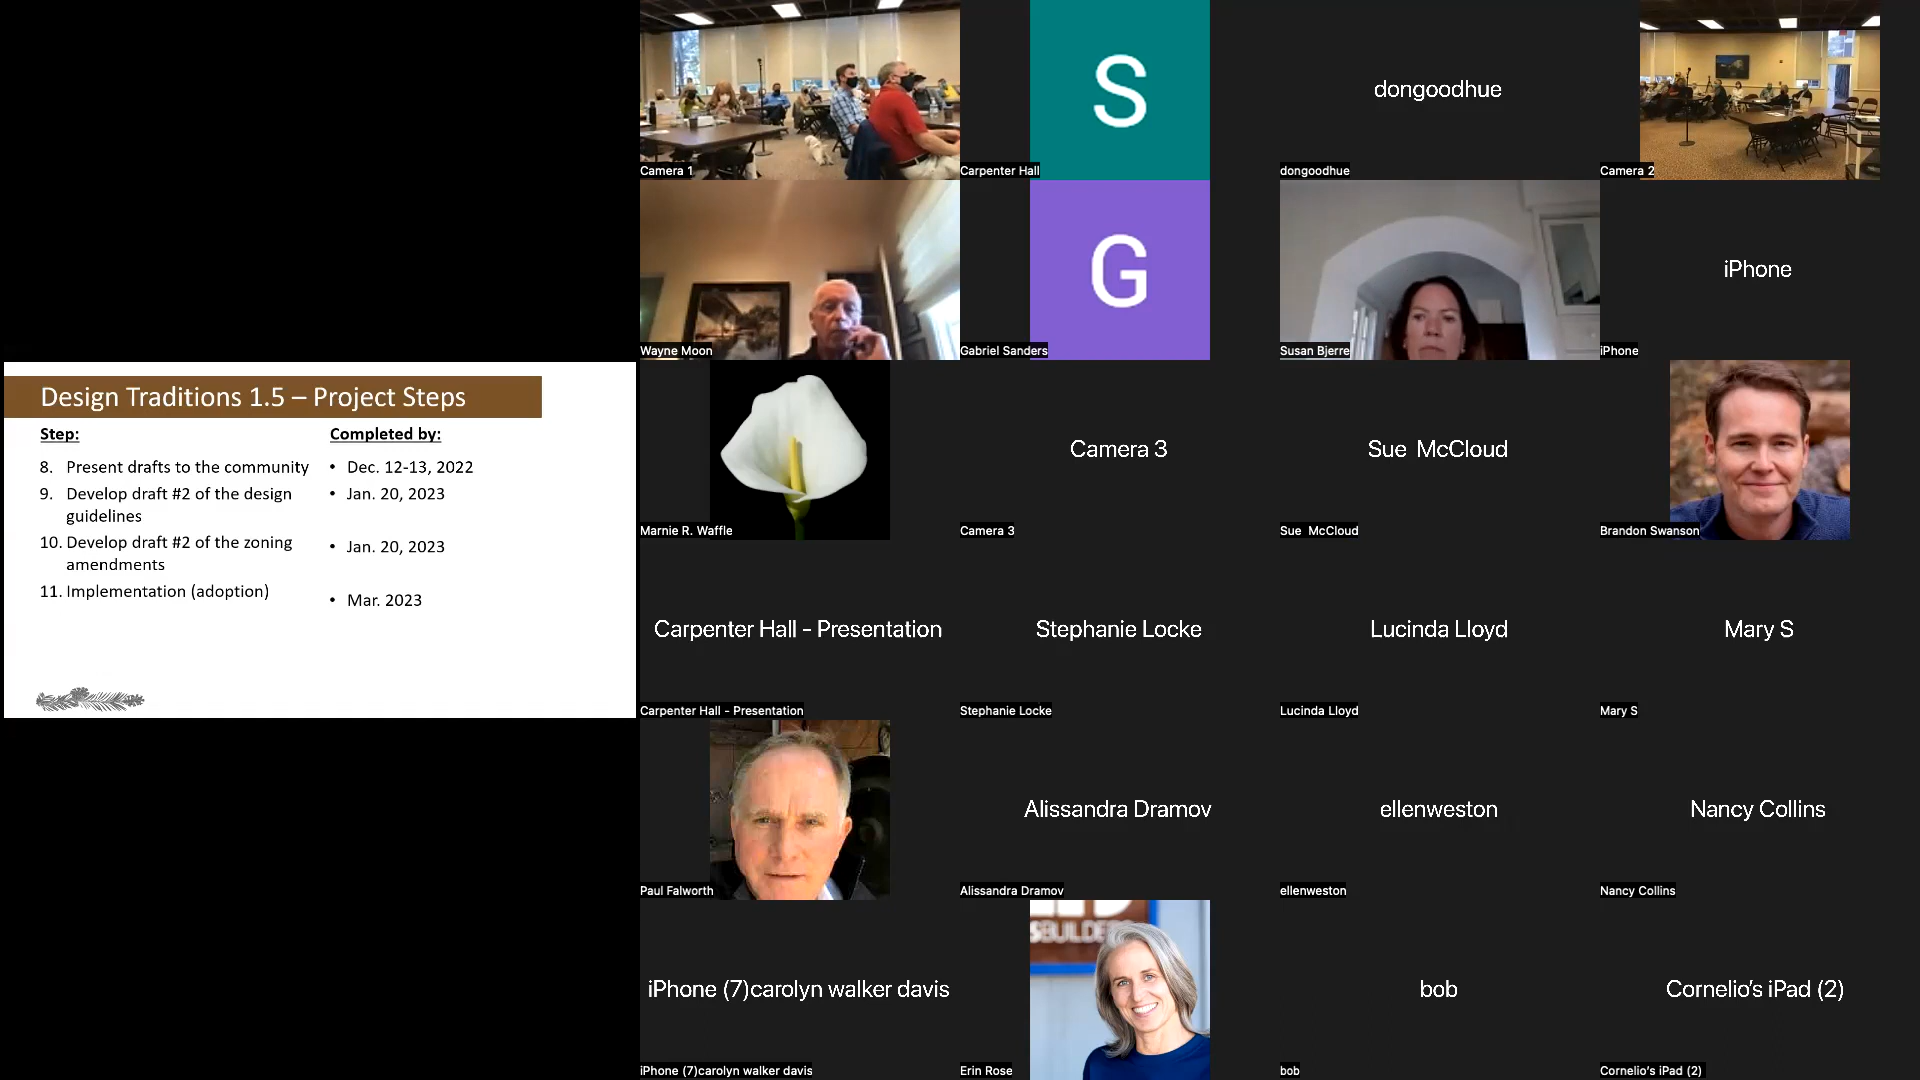 Design Traditions 1.5 – Project Steps
Step:
Completed by:
8. Present drafts to the community
• Dec. 12-13, 2022
9. Develop draft #2 of the design
guidelines
• Jan. 20, 2023
10. Develop draft #2 of the zoning
amendments
• Jan. 20, 2023
11. Implementation (adoption)
• Mar. 2023
Camera 1
S
Carpenter Hall
dongoodhue
dongoodhue
Camera 2
Wayne Moon
G
Gabriel Sanders
Susan Bjerre
iPhone
iPhone
Marnie R. Waffle
Camera 3
Camera 3
Sue McCloud
Sue McCloud
Brandon Swanson
Carpenter Hall - Presentation
Carpenter Hall - Presentation
Stephanie Locke
Stephanie Locke
Lucinda Lloyd
Lucinda Lloyd
Mary S
Mary S
Paul Falworth
Alissandra Dramov
Alissandra Dramov
ellenweston
ellenweston
Nancy Collins
Nancy Collins
iPhone (7)carolyn walker davis
iPhone (7)carolyn walker davis
Erin Rose
bob
bob
Cornelio's iPad (2)
Cornelio's iPad (2)